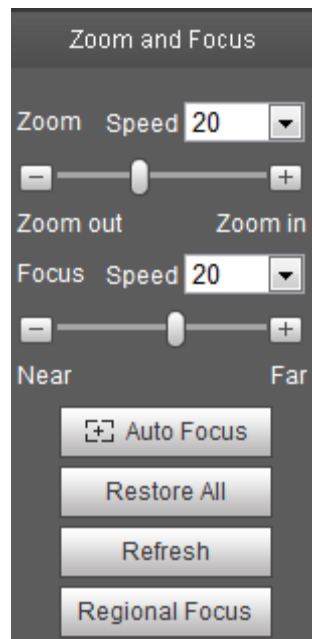 Zoom and Focus
Zoom Speed 20
Zoom out Zoom in
Focus Speed 20
Near Far
Auto Focus
Restore All
Refresh
Regional Focus